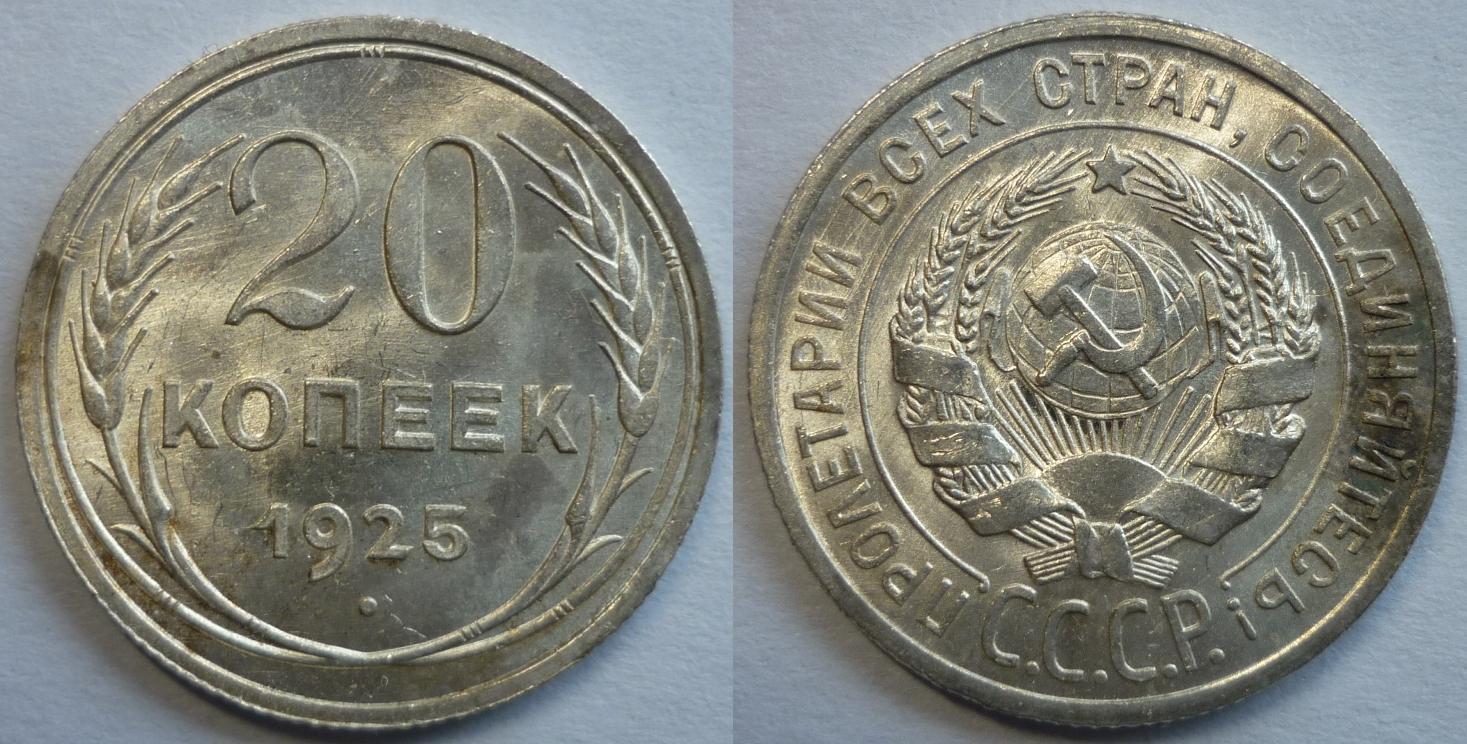 20
КОПЕЕК
1925
ПРОЛЕТАРИИ ВСЕХ СТРАН, СОЕДИНЯЙТЕСЬ!
С.С.С.Р.